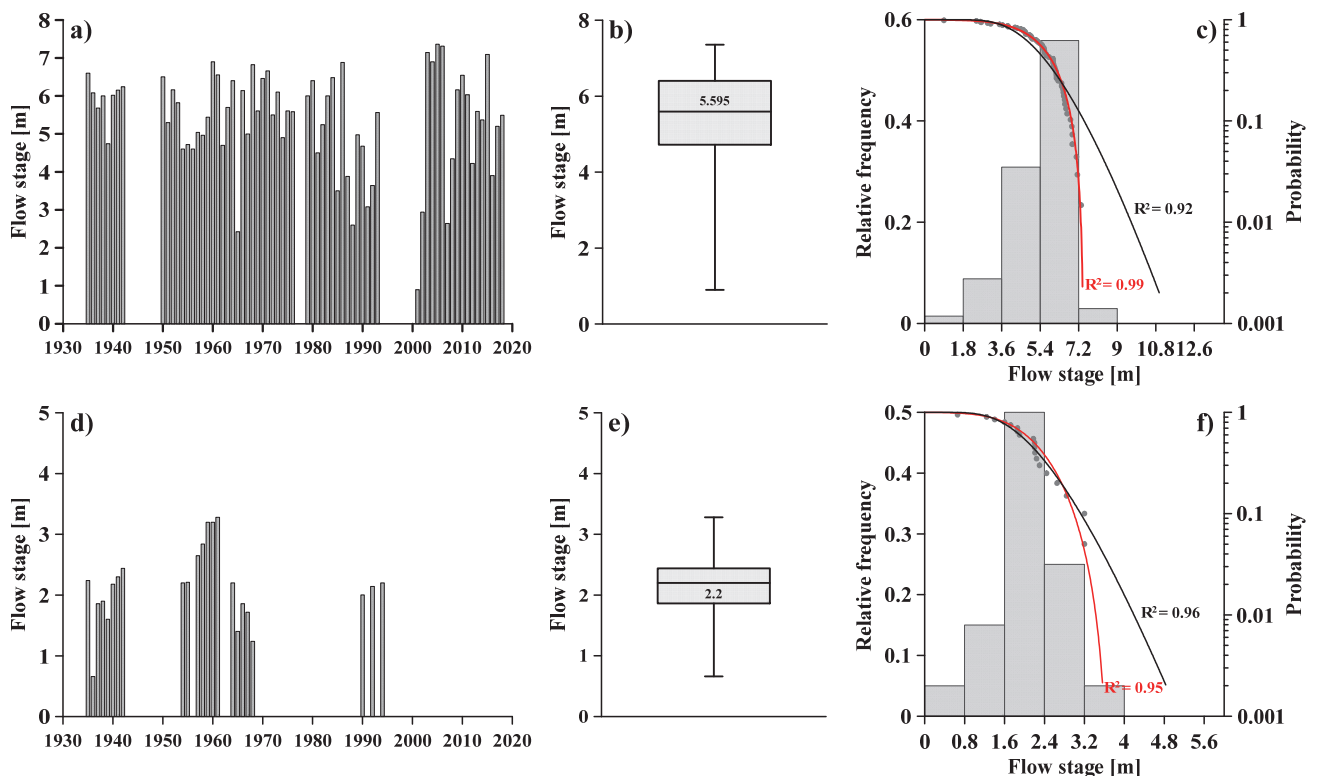 a)
Flow stage [m]
8
7
6
5
4
3
2
1
0
1930 1940 1950 1960 1970 1980 1990 2000 2010 2020
b)
Flow stage [m]
8
6
4
2
0
5.595
c)
Relative frequency
0.6
0.4
0.2
0
Probability
1
0.1
0.01
0.001
R²= 0.92
R²= 0.99
0 1.8 3.6 5.4 7.2 9 10.8 12.6
Flow stage [m]
d)
Flow stage [m]
5
4
3
2
1
0
1930 1940 1950 1960 1970 1980 1990 2000 2010 2020
e)
Flow stage [m]
5
4
3
2
1
0
2.2
f)
Relative frequency
0.5
0.4
0.3
0.2
0.1
0
Probability
1
0.1
0.01
0.001
R²= 0.96
R²= 0.95
0 0.8 1.6 2.4 3.2 4 4.8 5.6
Flow stage [m]